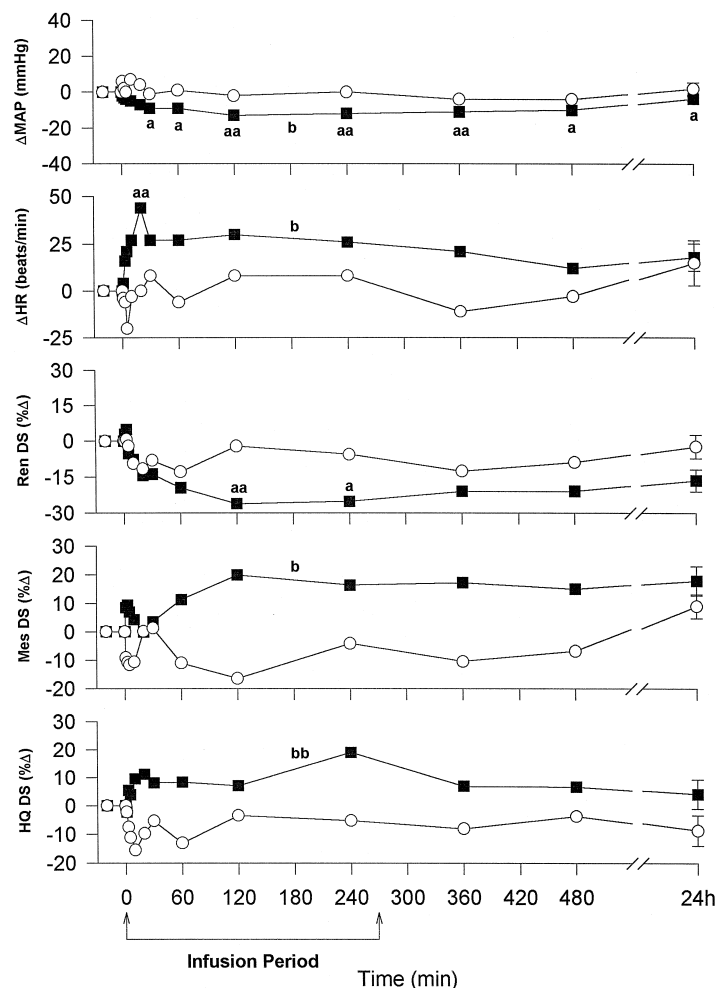 40
20
0
-20
-40
ΔMAP (mmHg)
a a aa b aa aa a a
50
25
0
-25
ΔHR (beats/min)
aa
b
30
15
0
-15
-30
Ren DS (%Δ)
aa a
30
20
10
0
-10
-20
Mes DS (%Δ)
b
30
20
10
0
-10
-20
HQ DS (%Δ)
bb
0 60 120 180 240 300 360 420 480 24h
Infusion Period
Time (min)